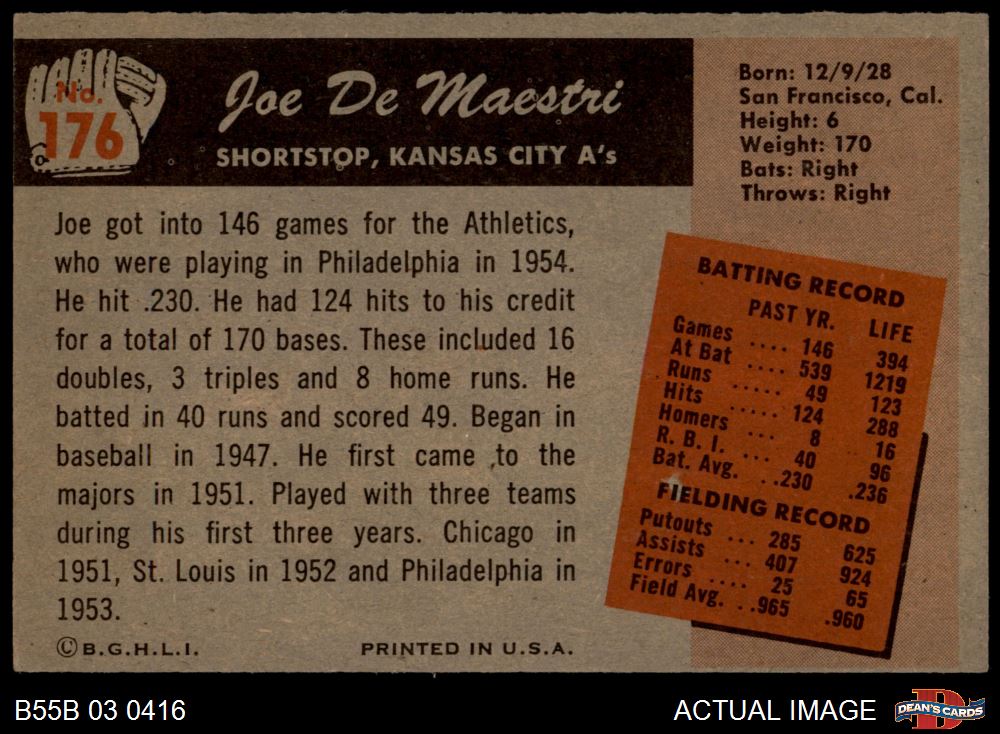 No.
176
Joe De Maestri
SHORTSTOP, KANSAS CITY A's
Born: 12/9/28
San Francisco, Cal.
Height: 6
Weight: 170
Bats: Right
Throws: Right
Joe got into 146 games for the Athletics,
who were playing in Philadelphia in 1954.
He hit .230. He had 124 hits to his credit
for a total of 170 bases. These included 16
doubles, 3 triples and 8 home runs. He
batted in 40 runs and scored 49. Began in
baseball in 1947. He first came to the
majors in 1951. Played with three teams
during his first three years. Chicago in
1951, St. Louis in 1952 and Philadelphia in
1953.
BATTING RECORD
PAST YR. LIFE
Games .... 146 394
At Bat .... 539 1219
Runs ..... 49 123
Hits ..... 124 288
Homers ... 8 16
R. B. I. ... 40 96
Bat. Avg. ..230 .236
FIELDING RECORD
Putouts ... 285 625
Assists ... 407 924
Errors .... 25 65
Field Avg. ..965 .960
©B.G.H.L.I. PRINTED IN U.S.A.
B55B 03 0416 ACTUAL IMAGE DEAN'S CARDS